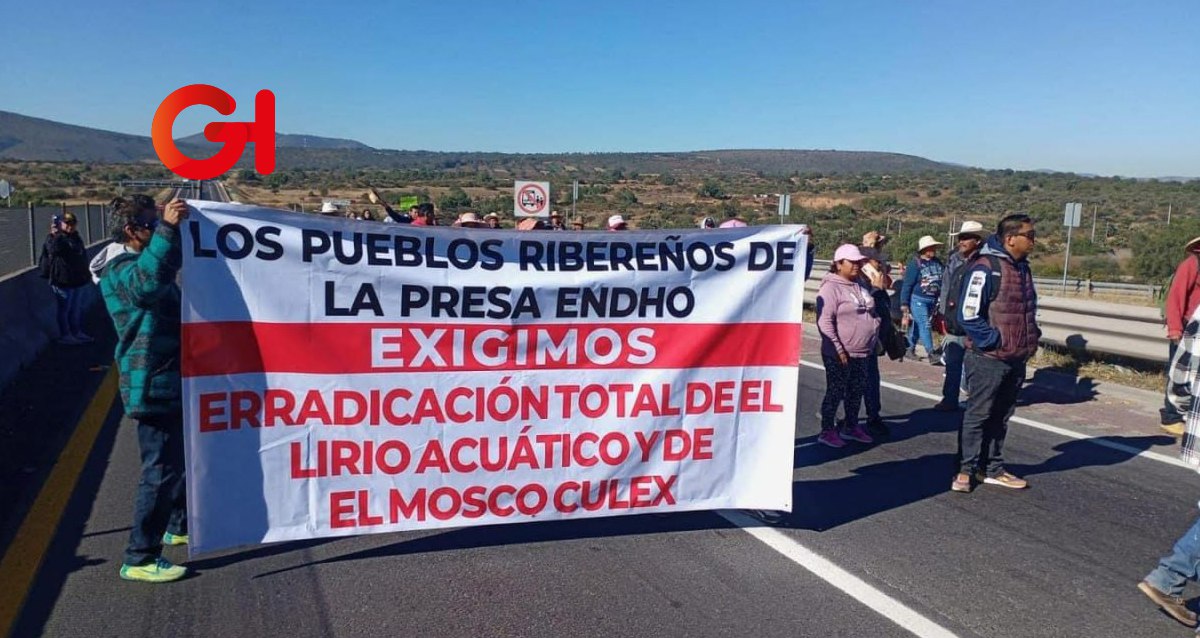 GH
LOS PUEBLOS RIBEREÑOS DE
LA PRESA ENDHO
EXIGIMOS
ERRADICACIÓN TOTAL DE EL
LIRIO ACUÁTICO Y DE
EL MOSCO CULEX